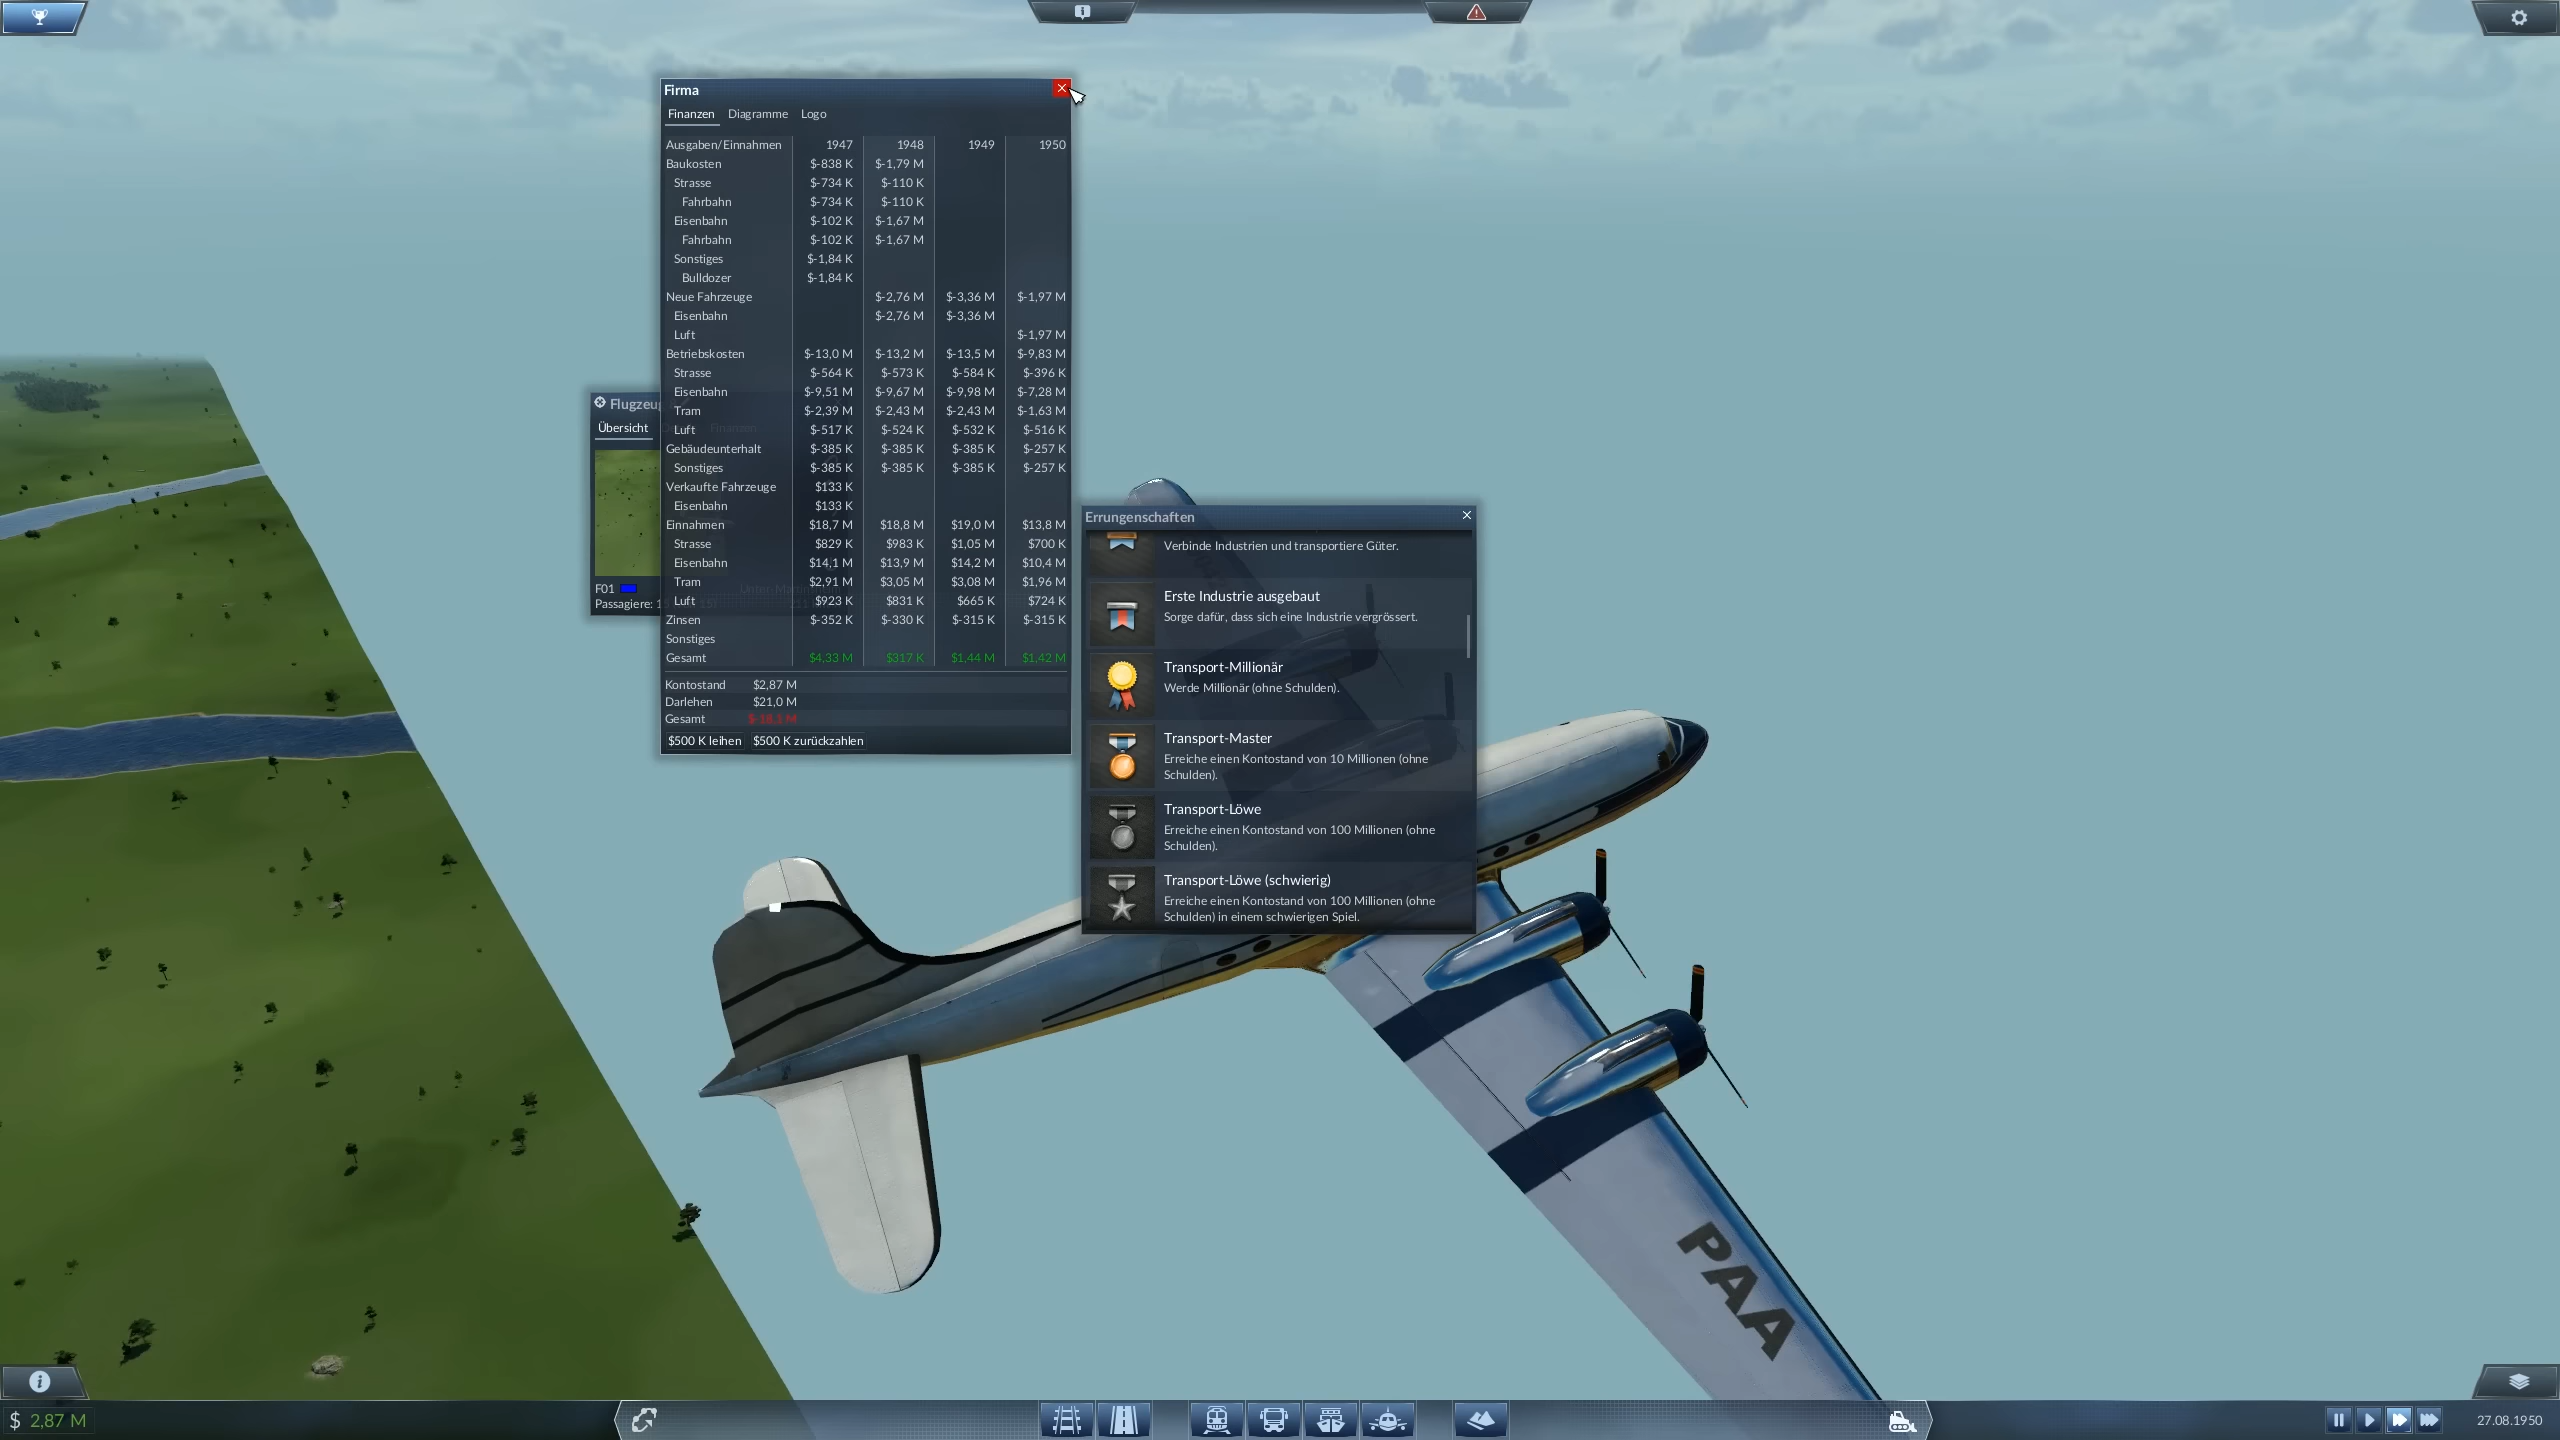 Firma
Finanzen Diagramme Logo
Ausgaben/Einnahmen 1947 1948 1949 1950
Baukosten $-838 K $-1,79 M
Strasse $-734 K $-110 K
Fahrbahn $-734 K $-110 K
Eisenbahn $-102 K $-1,67 M
Fahrbahn $-102 K $-1,67 M
Sonstiges $-1,84 K
Bulldozer $-1,84 K
Neue Fahrzeuge $-2,76 M $-3,36 M $-1,97 M
Eisenbahn $-2,76 M $-3,36 M
Luft $-1,97 M
Betriebskosten $-13,0 M $-13,2 M $-13,5 M $-9,83 M
Strasse $-564 K $-573 K $-584 K $-396 K
Eisenbahn $-9,51 M $-9,67 M $-9,98 M $-7,28 M
Tram $-2,39 M $-2,43 M $-2,43 M $-1,63 M
Luft $-517 K $-524 K $-532 K $-516 K
Gebäudeunterhalt $-385 K $-385 K $-385 K $-257 K
Sonstiges $-385 K $-385 K $-385 K $-257 K
Verkaufte Fahrzeuge $133 K
Eisenbahn $133 K
Einnahmen $18,7 M $18,8 M $19,0 M $13,8 M
Strasse $829 K $983 K $1,05 M $700 K
Eisenbahn $14,1 M $13,9 M $14,2 M $10,4 M
Tram $2,91 M $3,05 M $3,08 M $1,96 M
Luft $923 K $831 K $665 K $724 K
Zinsen $-352 K $-330 K $-315 K $-315 K
Sonstiges
Gesamt $4,33 M $317 K $1,44 M $1,42 M
Kontostand $2,87 M
Darlehen $21,0 M
Gesamt $-18,1 M
$500 K leihen $500 K zurückzahlen
Flugzeug
Übersicht Finanzen
F01
Passagiere:
Errungenschaften
Verbinde Industrien und transportiere Güter.
Erste Industrie ausgebaut
Sorge dafür, dass sich eine Industrie vergrössert.
Transport-Millionär
Werde Millionär (ohne Schulden).
Transport-Master
Erreiche einen Kontostand von 10 Millionen (ohne
Schulden).
Transport-Löwe
Erreiche einen Kontostand von 100 Millionen (ohne
Schulden).
Transport-Löwe (schwierig)
Erreiche einen Kontostand von 100 Millionen (ohne
Schulden) in einem schwierigen Spiel.
PAA
$ 2,87 M
27.08.1950